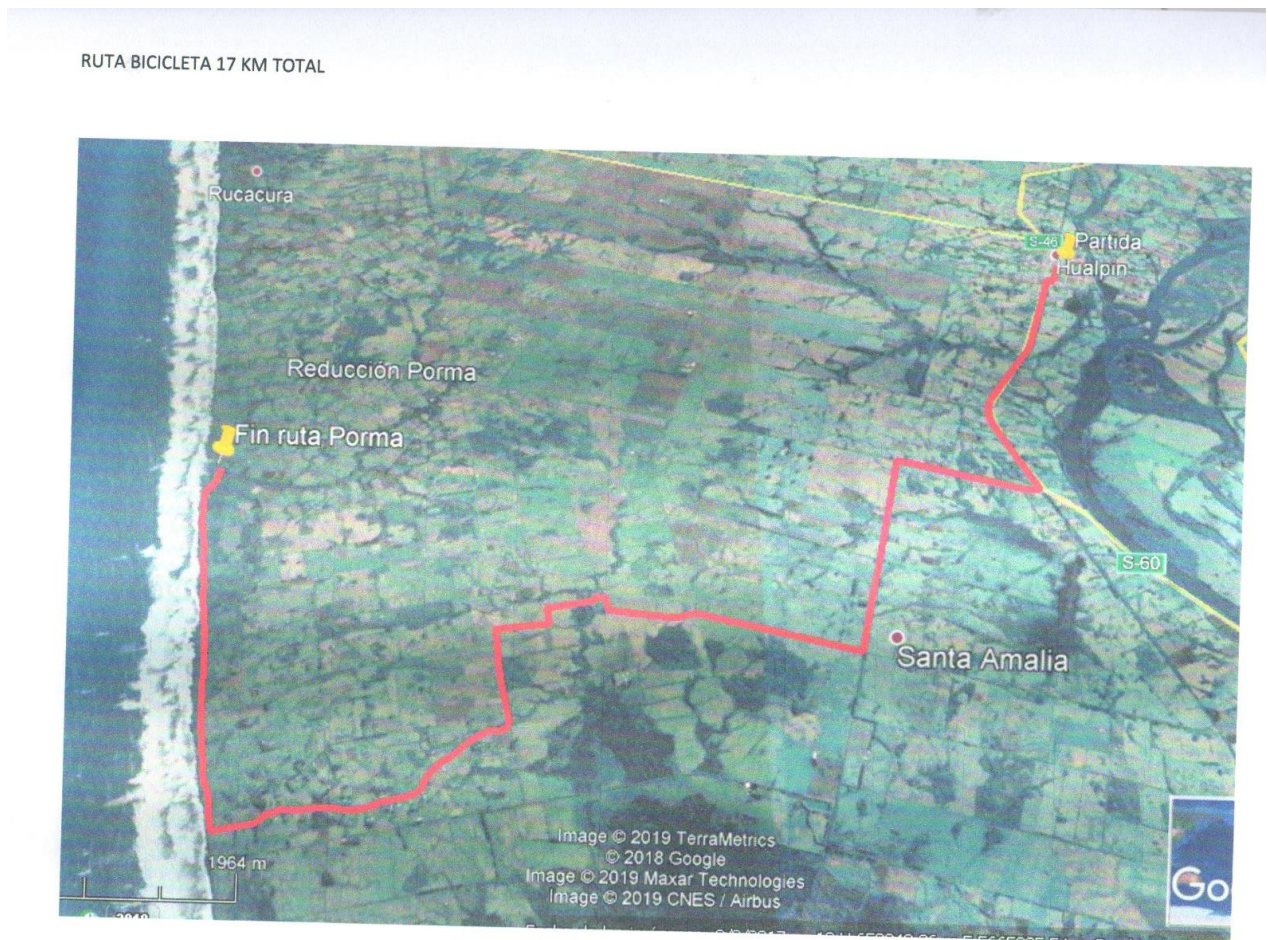 RUTA BICICLETA 17 KM TOTAL
Rucacura
S-46
Partida
Hualpin
Reducción Porma
Fin ruta Porma
S-60
Santa Amalia
1964 m
Image © 2019 TerraMetrics
© 2018 Google
Image © 2019 Maxar Technologies
Image © 2019 CNES / Airbus
Go